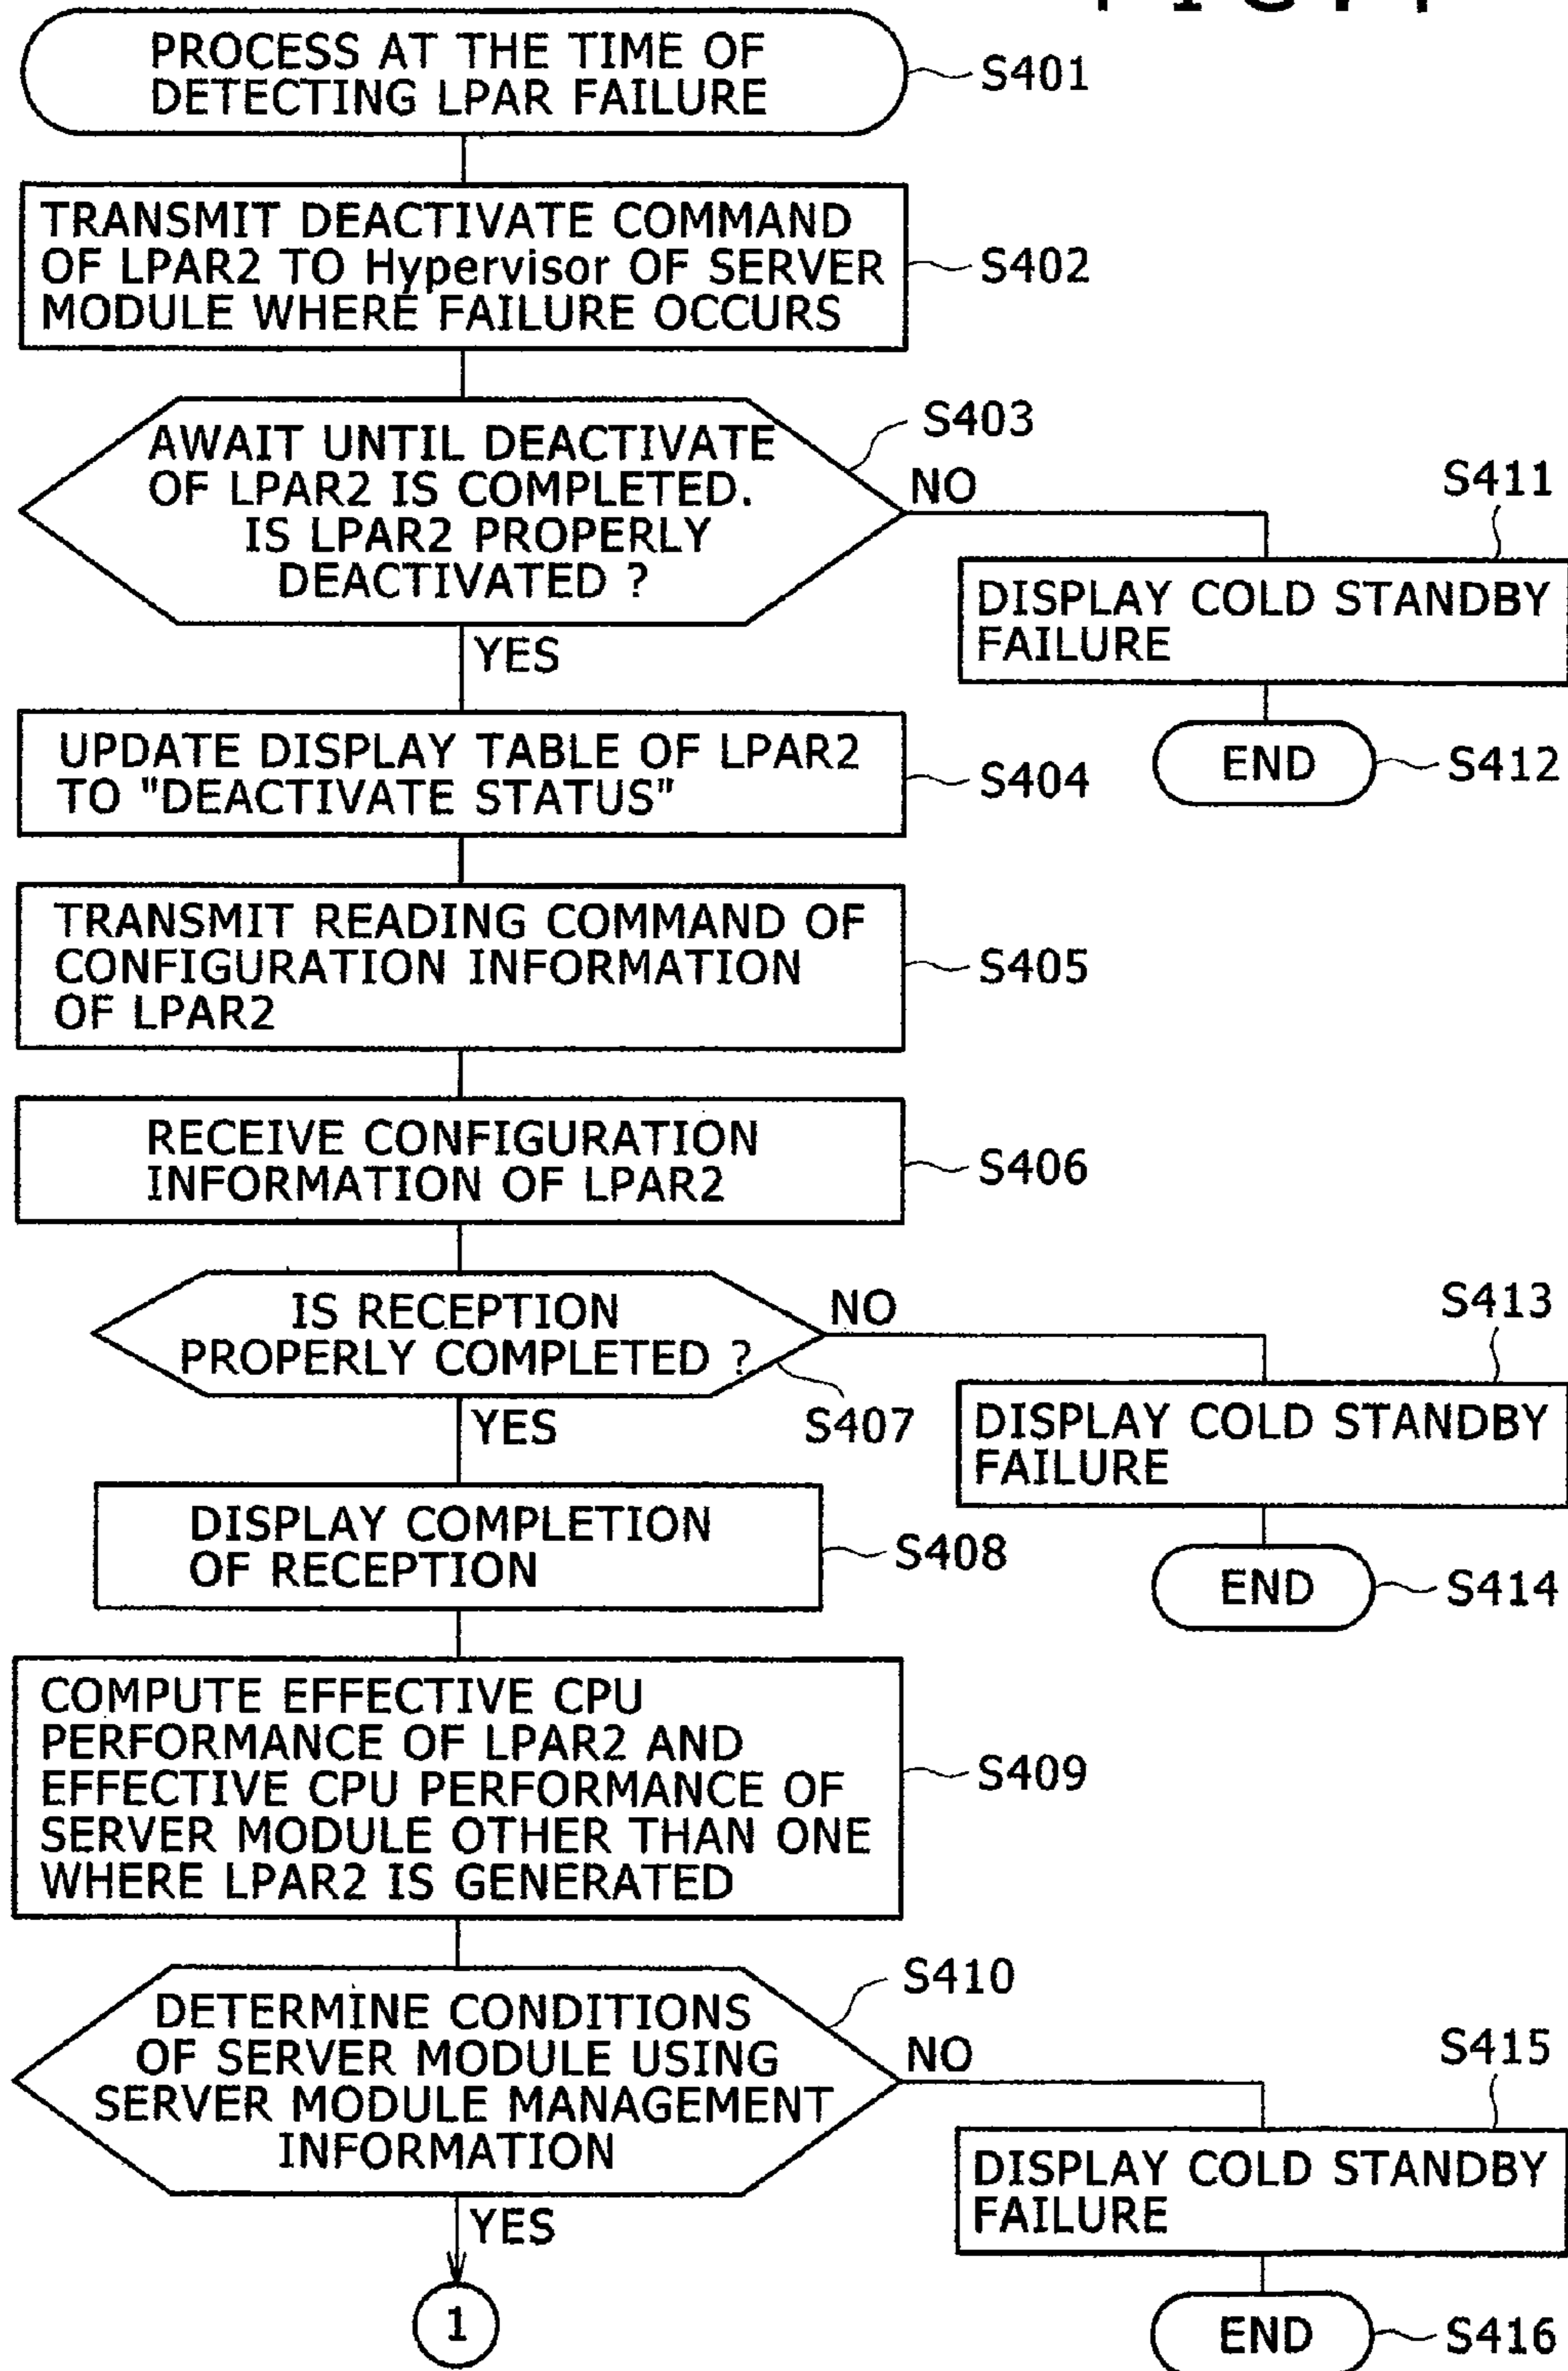 PROCESS AT THE TIME OF
DETECTING LPAR FAILURE
S401
TRANSMIT DEACTIVATE COMMAND
OF LPAR2 TO Hypervisor OF SERVER
MODULE WHERE FAILURE OCCURS
S402
AWAIT UNTIL DEACTIVATE
OF LPAR2 IS COMPLETED.
IS LPAR2 PROPERLY
DEACTIVATED ?
S403
NO
S411
DISPLAY COLD STANDBY
FAILURE
END
S412
YES
UPDATE DISPLAY TABLE OF LPAR2
TO "DEACTIVATE STATUS"
S404
TRANSMIT READING COMMAND OF
CONFIGURATION INFORMATION
OF LPAR2
S405
RECEIVE CONFIGURATION
INFORMATION OF LPAR2
S406
IS RECEPTION
PROPERLY COMPLETED ?
S407
NO
S413
DISPLAY COLD STANDBY
FAILURE
END
S414
YES
DISPLAY COMPLETION
OF RECEPTION
S408
COMPUTE EFFECTIVE CPU
PERFORMANCE OF LPAR2 AND
EFFECTIVE CPU PERFORMANCE OF
SERVER MODULE OTHER THAN ONE
WHERE LPAR2 IS GENERATED
S409
DETERMINE CONDITIONS
OF SERVER MODULE USING
SERVER MODULE MANAGEMENT
INFORMATION
S410
NO
S415
DISPLAY COLD STANDBY
FAILURE
END
S416
YES
1